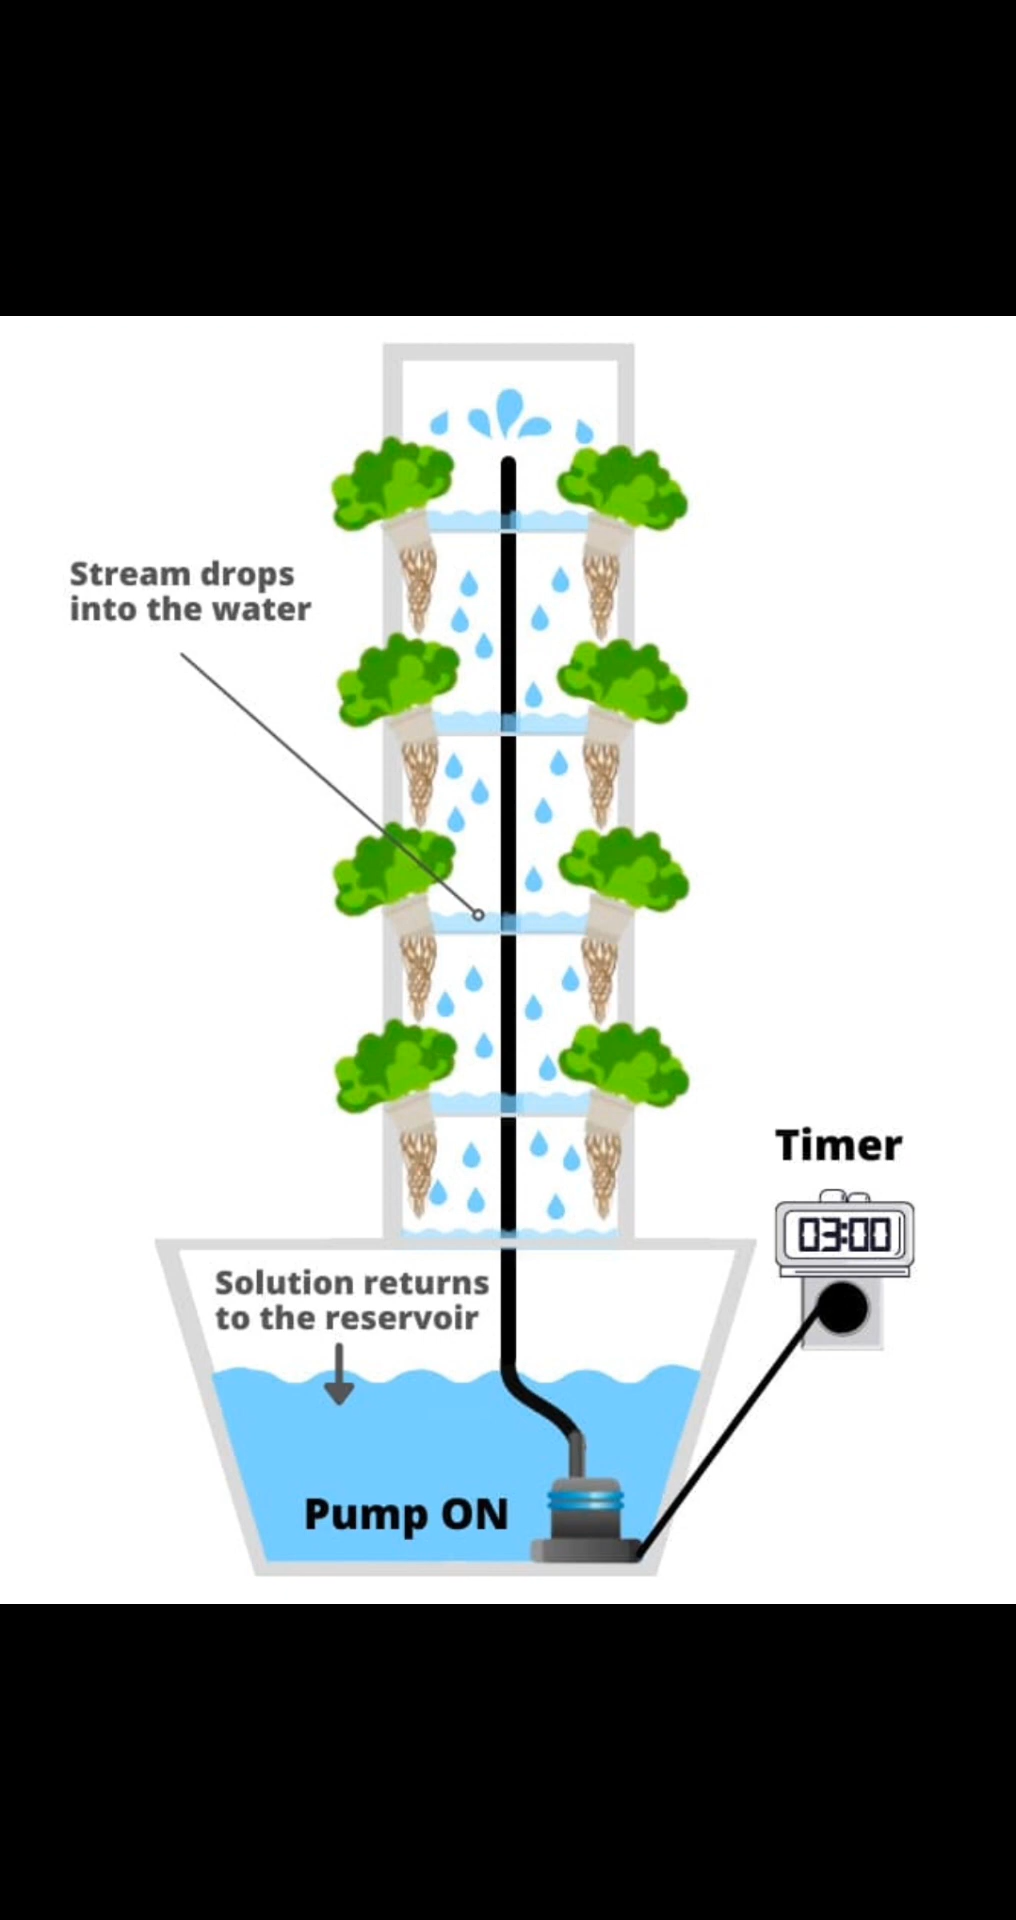 Stream drops
into the water
Timer
03:00
Solution returns
to the reservoir
Pump ON